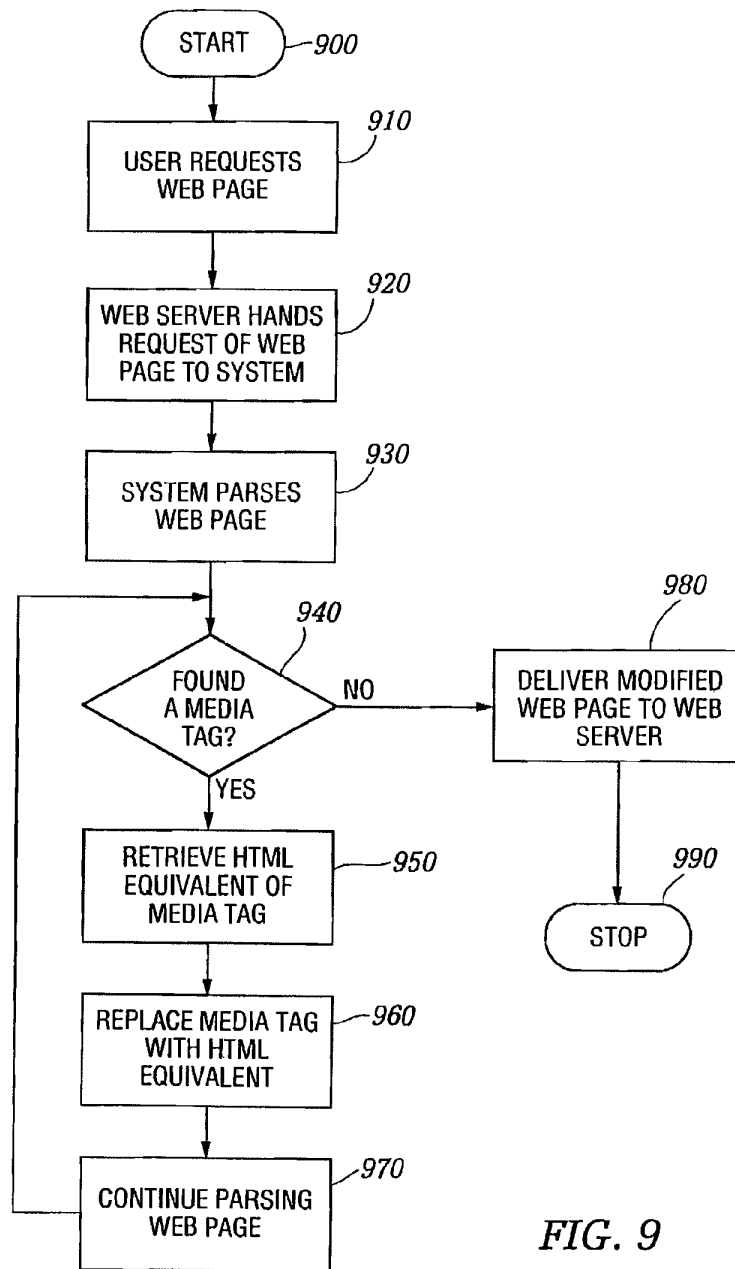 START
900
910
USER REQUESTS
WEB PAGE
920
WEB SERVER HANDS
REQUEST OF WEB
PAGE TO SYSTEM
930
SYSTEM PARSES
WEB PAGE
940
FOUND
A MEDIA
TAG?
NO
YES
980
DELIVER MODIFIED
WEB PAGE TO WEB
SERVER
990
STOP
950
RETRIEVE HTML
EQUIVALENT OF
MEDIA TAG
960
REPLACE MEDIA TAG
WITH HTML
EQUIVALENT
970
CONTINUE PARSING
WEB PAGE
FIG. 9